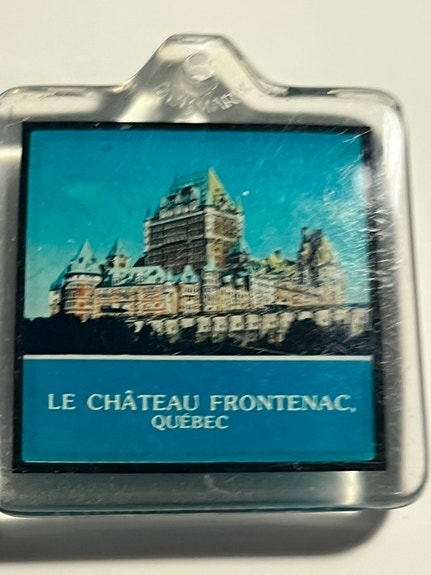 LE CHÂTEAU FRONTENAC,
QUÉBEC